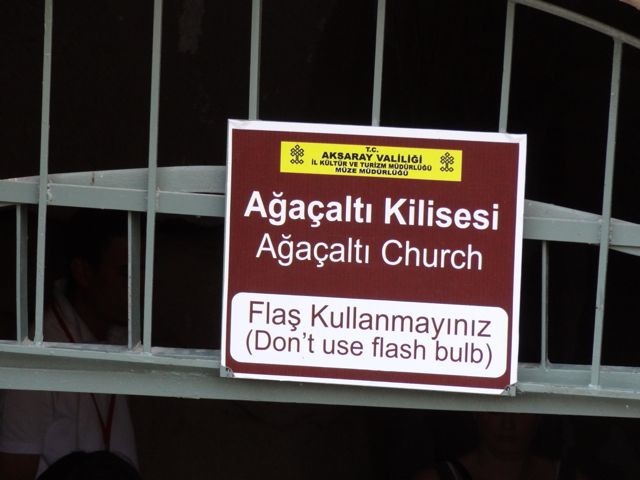 T.C.
AKSARAY VALİLİĞİ
İL KÜLTÜR VE TURİZM MÜDÜRLÜĞÜ
MÜZE MÜDÜRLÜĞÜ
Ağaçaltı Kilisesi
Ağaçaltı Church
Flaş Kullanmayınız
(Don't use flash bulb)